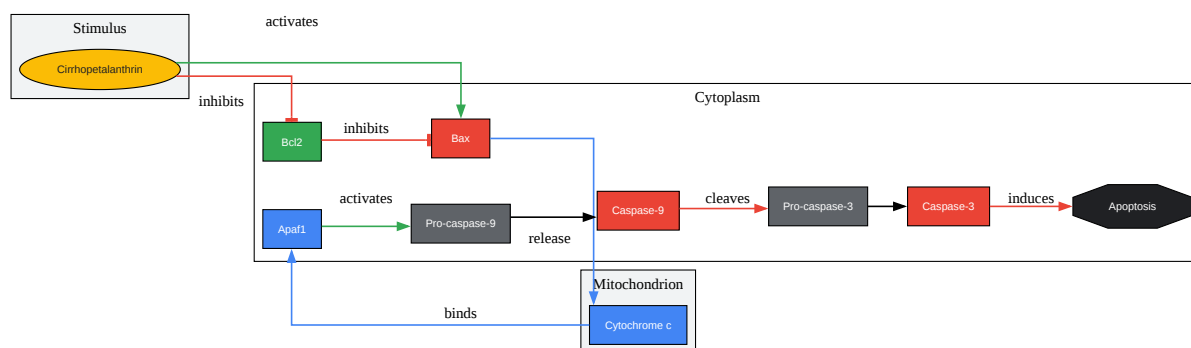 Stimulus
activates
Cirrhopetalanthrin
inhibits
Cytoplasm
Bcl2
inhibits
Bax
activates
Caspase-9
cleaves
Pro-caspase-3
Caspase-3
induces
Apoptosis
Apaf1
Pro-caspase-9
release
Mitochondrion
binds
Cytochrome c